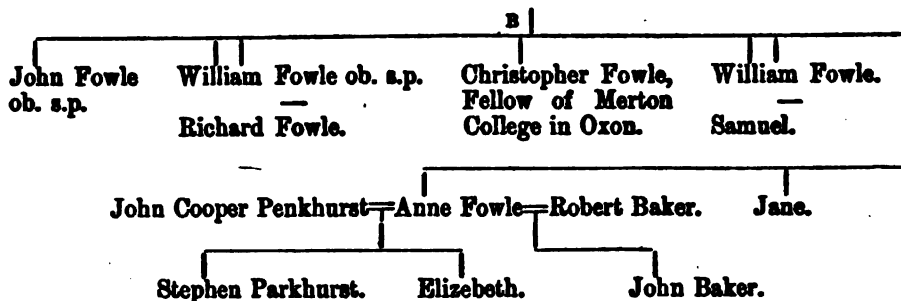 B
John Fowle William Fowle ob. s.p. Christopher Fowle, William Fowle.
ob. s.p. Fellow of Merton
Richard Fowle. College in Oxon. Samuel.
John Cooper Penkhurst=Anne Fowle=Robert Baker. Jane.
Stephen Parkhurst. Elizebeth. John Baker.